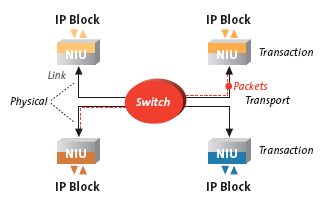 IP Block IP Block
NIU NIU Transaction
Link
Packets
Physical Switch Transport
NIU NIU Transaction
IP Block IP Block